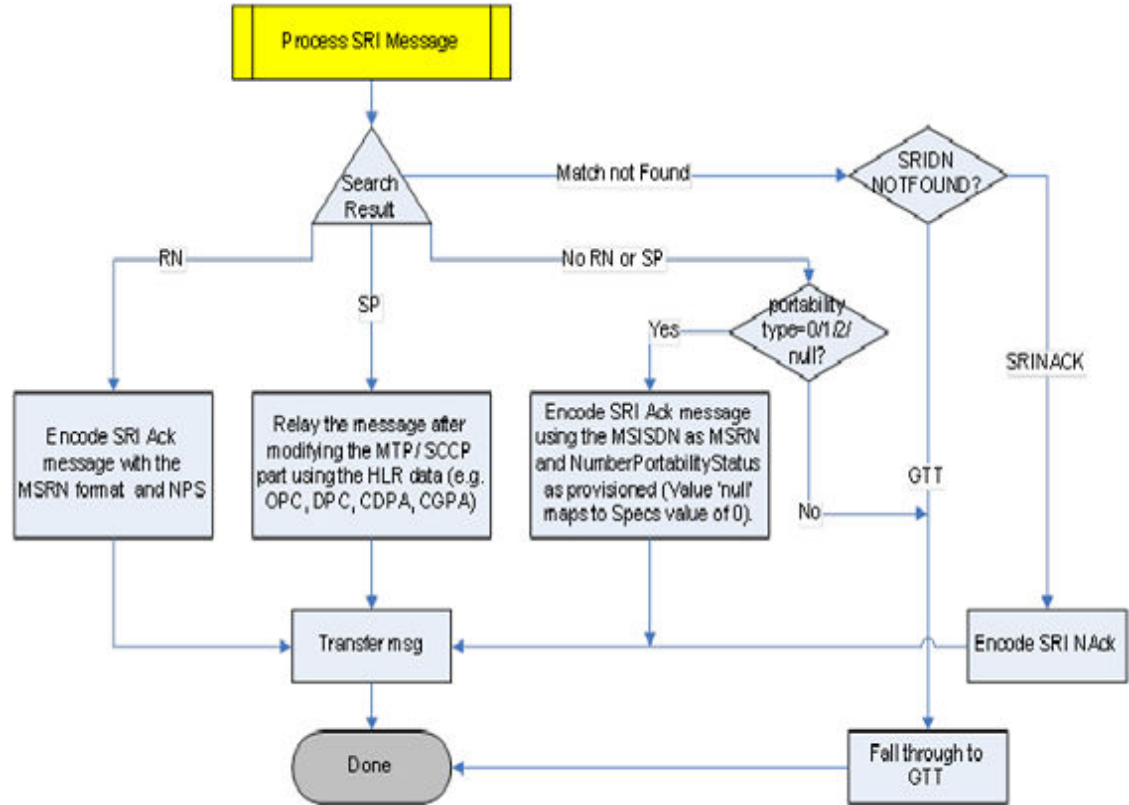 Process SRI Message
Search
Result
Match not Found
SRIDN
NOTFOUND?
RN
SP
No RN or SP
portability
type=0/1/2/
null?
Yes
No
GTT
SRINACK
Encode SRI Ack
message with the
MSRN format and NPS
Relay the message after
modifying the MTP/ SCCP
part using the HLR data (e.g.
OPC, DPC, CDPA, CGPA)
Encode SRI Ack message
using the MSISDN as MSRN
and NumberPortabilityStatus
as provisioned (Value 'null'
maps to Specs value of 0).
Transfer msg
Encode SRI NAck
Done
Fall through to
GTT